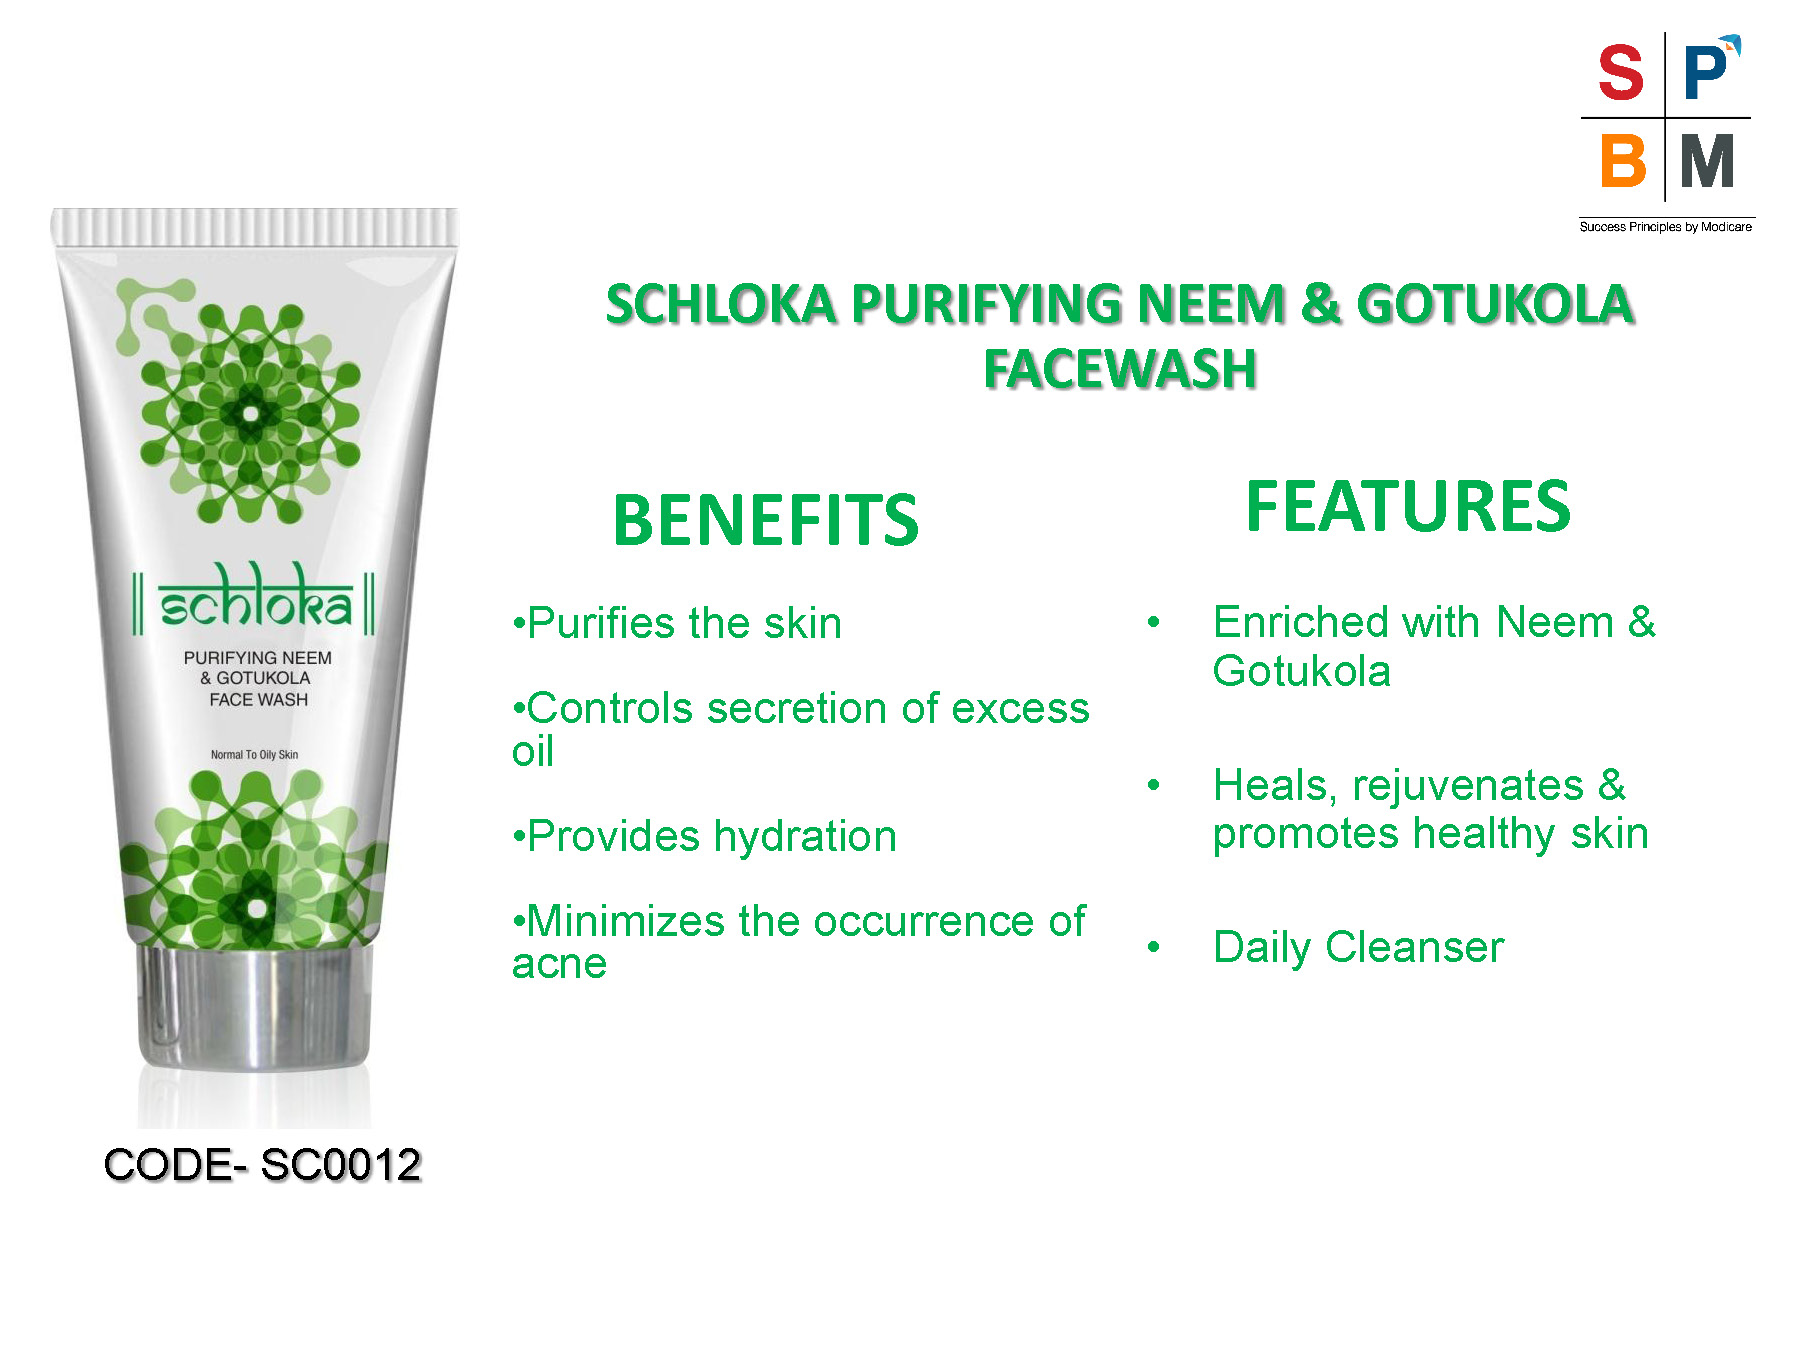 S P
B M
Success Principles by Modicare
SCHLOKA PURIFYING NEEM & GOTUKOLA
FACEWASH
schloka
PURIFYING NEEM
& GOTUKOLA
FACE WASH
Normal To Oily Skin
CODE- SC0012
BENEFITS
•Purifies the skin
•Controls secretion of excess
oil
•Provides hydration
•Minimizes the occurrence of
acne
FEATURES
• Enriched with Neem &
Gotukola
• Heals, rejuvenates &
promotes healthy skin
• Daily Cleanser